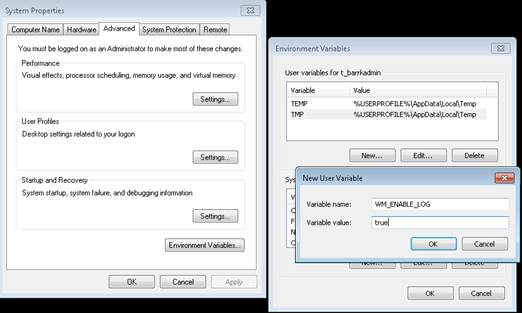 System Properties
Computer Name Hardware Advanced System Protection Remote
You must be logged on as an Administrator to make most of these changes.
Performance
Visual effects, processor scheduling, memory usage, and virtual memory
Settings...
User Profiles
Desktop settings related to your logon
Settings...
Startup and Recovery
System startup, system failure, and debugging information
Settings...
Environment Variables...
OK Cancel Apply
Environment Variables
User variables for t_barrkadmin
Variable Value
TEMP %USERPROFILE%\AppData\Local\Temp
TMP %USERPROFILE%\AppData\Local\Temp
New... Edit... Delete
New User Variable
Variable name: WM_ENABLE_LOG
Variable value: true
OK Cancel
New... Edit... Delete
OK Cancel